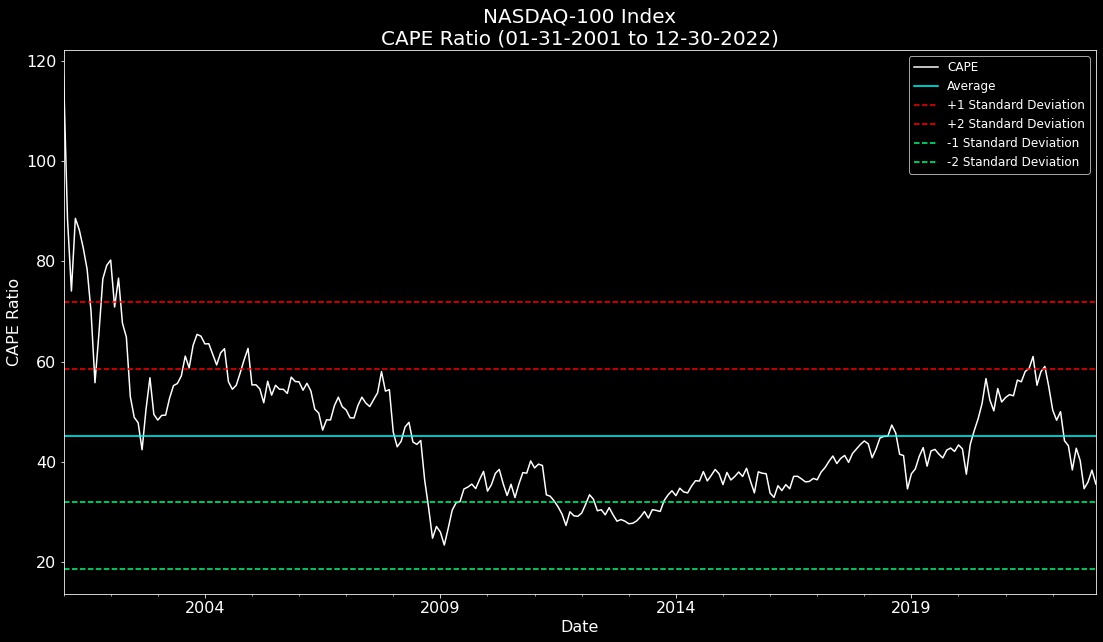 NASDAQ-100 Index
CAPE Ratio (01-31-2001 to 12-30-2022)
CAPE
Average
+1 Standard Deviation
+2 Standard Deviation
-1 Standard Deviation
-2 Standard Deviation
CAPE Ratio
120
100
80
60
40
20
2004 2009 2014 2019
Date